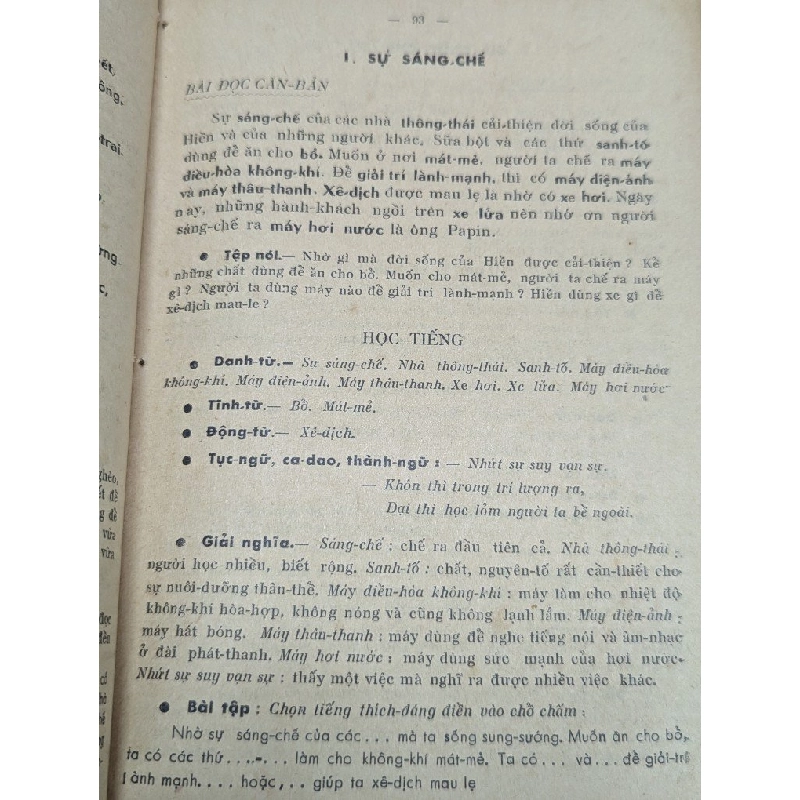 — 93 —
1. SỰ SÁNG-CHẾ
BÀI ĐỌC CĂN-BẢN
Sự sáng-chế của các nhà thông-thái cải-thiện đời sống của
Hiền và của những người khác. Sữa bột và các thứ sanh-tố
dùng để ăn cho bổ. Muốn ở nơi mát-mẻ, người ta chế ra máy
điều-hòa không-khí. Để giải trí lành-mạnh, thì có máy điện-ảnh
và máy thâu-thanh. Xê-dịch được mau lẹ là nhờ có xe hơi. Ngày
nay, những hành-khách ngồi trên xe lửa nên nhớ ơn người
sáng-chế ra máy hơi nước là ông Papin.
● Tập nói.— Nhờ gì mà đời sống của Hiền được cải-thiện ? Kể
những chất dùng để ăn cho bổ. Muốn cho mát-mẻ, người ta chế ra máy
gì ? Người ta dùng máy nào để giải trí lành-mạnh ? Hiền dùng xe gì để
xê-dịch mau-lẹ ?
HỌC TIẾNG
● Danh-từ.— Sự sáng-chế. Nhà thông-thái. Sanh-tố. Máy điều-hòa
không-khí. Máy điện-ảnh. Máy thâu-thanh. Xe hơi. Xe lửa. Máy hơi nước
● Tĩnh-từ.— Bổ. Mát-mẻ.
● Động-từ.— Xê-dịch.
● Tục-ngữ, ca-dao, thành-ngữ : — Nhứt sự suy vạn sự.
— Khôn thì trong trí lượng ra,
Dại thì học lỏm người ta bề ngoài.
● Giải nghĩa.— Sáng-chế : chế ra đầu tiên cả. Nhà thông-thái :
người học nhiều, biết rộng. Sanh-tố : chất, nguyên-tố rất cần-thiết cho
sự nuôi-dưỡng thân-thể. Máy điều-hòa không-khí : máy làm cho nhiệt độ
không-khí hòa-hợp, không nóng và cũng không lạnh lắm. Máy điện-ảnh :
máy hát bóng. Máy thâu-thanh : máy dùng để nghe tiếng nói và âm-nhạc
ở đài phát-thanh. Máy hơi nước : máy dùng sức mạnh của hơi nước.
Nhứt sự suy vạn sự : thấy một việc mà nghĩ ra được nhiều việc khác.
● Bài tập : Chọn tiếng thích-đáng điền vào chỗ chấm :
Nhờ sự sáng-chế của các... mà ta sống sung-sướng. Muốn ăn cho bổ,
ta có các thứ ....-... làm cho không-khí mát-mẻ. Ta có... và... để giải-trí
lành mạnh.... hoặc,.. giúp ta xê-dịch mau lẹ